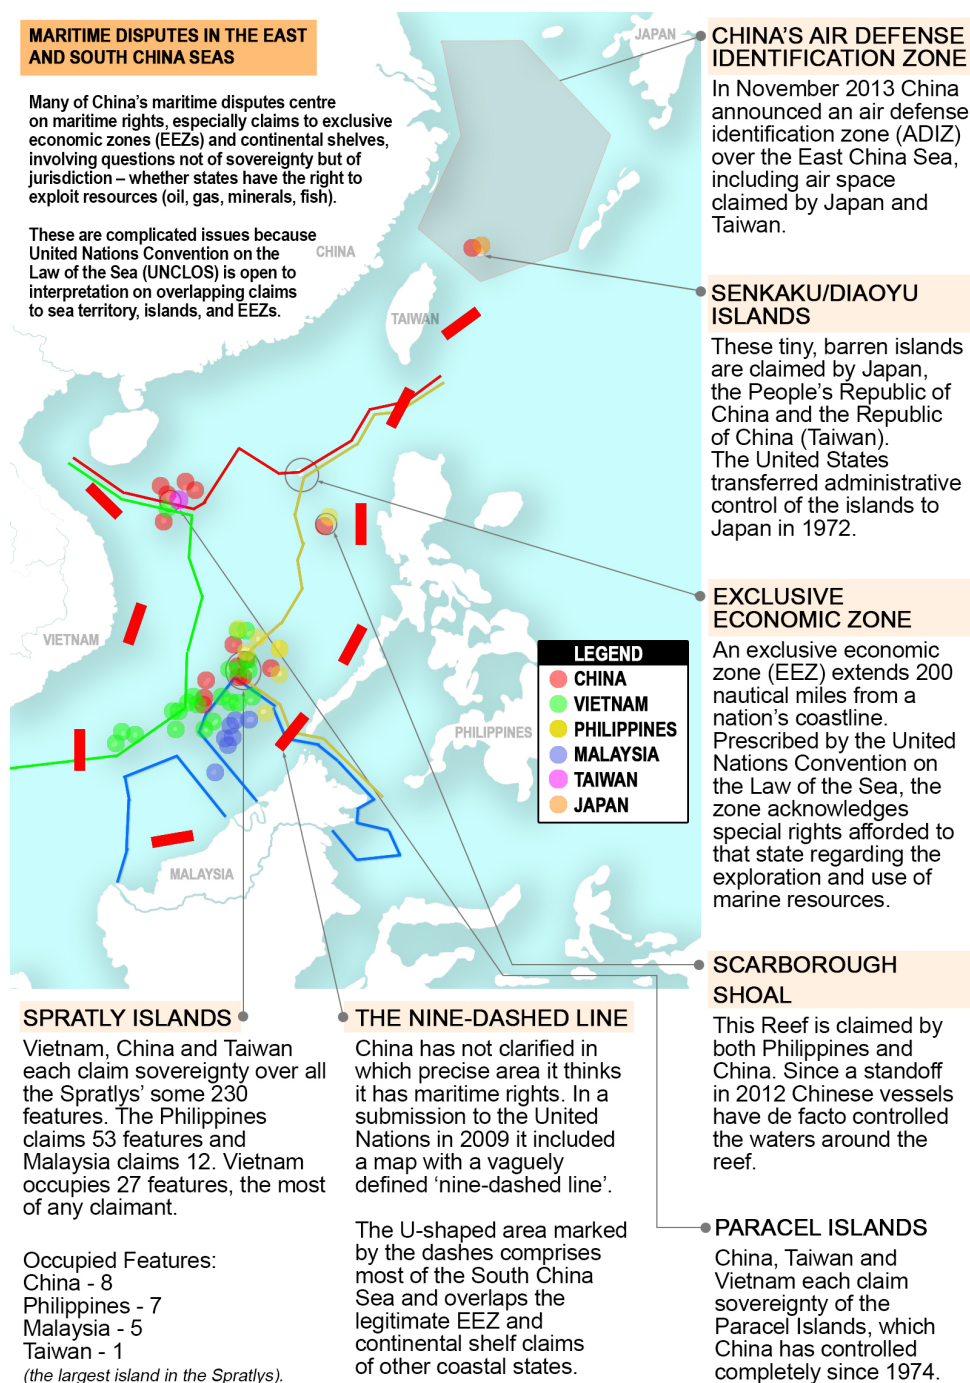 MARITIME DISPUTES IN THE EAST
AND SOUTH CHINA SEAS
Many of China's maritime disputes centre
on maritime rights, especially claims to exclusive
economic zones (EEZs) and continental shelves,
involving questions not of sovereignty but of
jurisdiction – whether states have the right to
exploit resources (oil, gas, minerals, fish).
These are complicated issues because
United Nations Convention on the
Law of the Sea (UNCLOS) is open to
interpretation on overlapping claims
to sea territory, islands, and EEZs.
CHINA
JAPAN
TAIWAN
VIETNAM
PHILIPPINES
MALAYSIA
LEGEND
CHINA
VIETNAM
PHILIPPINES
MALAYSIA
TAIWAN
JAPAN
CHINA'S AIR DEFENSE
IDENTIFICATION ZONE
In November 2013 China
announced an air defense
identification zone (ADIZ)
over the East China Sea,
including air space
claimed by Japan and
Taiwan.
SENKAKU/DIAOYU
ISLANDS
These tiny, barren islands
are claimed by Japan,
the People's Republic of
China and the Republic
of China (Taiwan).
The United States
transferred administrative
control of the islands to
Japan in 1972.
EXCLUSIVE
ECONOMIC ZONE
An exclusive economic
zone (EEZ) extends 200
nautical miles from a
nation's coastline.
Prescribed by the United
Nations Convention on
the Law of the Sea, the
zone acknowledges
special rights afforded to
that state regarding the
exploration and use of
marine resources.
SCARBOROUGH
SHOAL
This Reef is claimed by
both Philippines and
China. Since a standoff
in 2012 Chinese vessels
have de facto controlled
the waters around the
reef.
PARACEL ISLANDS
China, Taiwan and
Vietnam each claim
sovereignty of the
Paracel Islands, which
China has controlled
completely since 1974.
SPRATLY ISLANDS
Vietnam, China and Taiwan
each claim sovereignty over all
the Spratlys' some 230
features. The Philippines
claims 53 features and
Malaysia claims 12. Vietnam
occupies 27 features, the most
of any claimant.
Occupied Features:
China - 8
Philippines - 7
Malaysia - 5
Taiwan - 1
(the largest island in the Spratlys).
THE NINE-DASHED LINE
China has not clarified in
which precise area it thinks
it has maritime rights. In a
submission to the United
Nations in 2009 it included
a map with a vaguely
defined 'nine-dashed line'.
The U-shaped area marked
by the dashes comprises
most of the South China
Sea and overlaps the
legitimate EEZ and
continental shelf claims
of other coastal states.